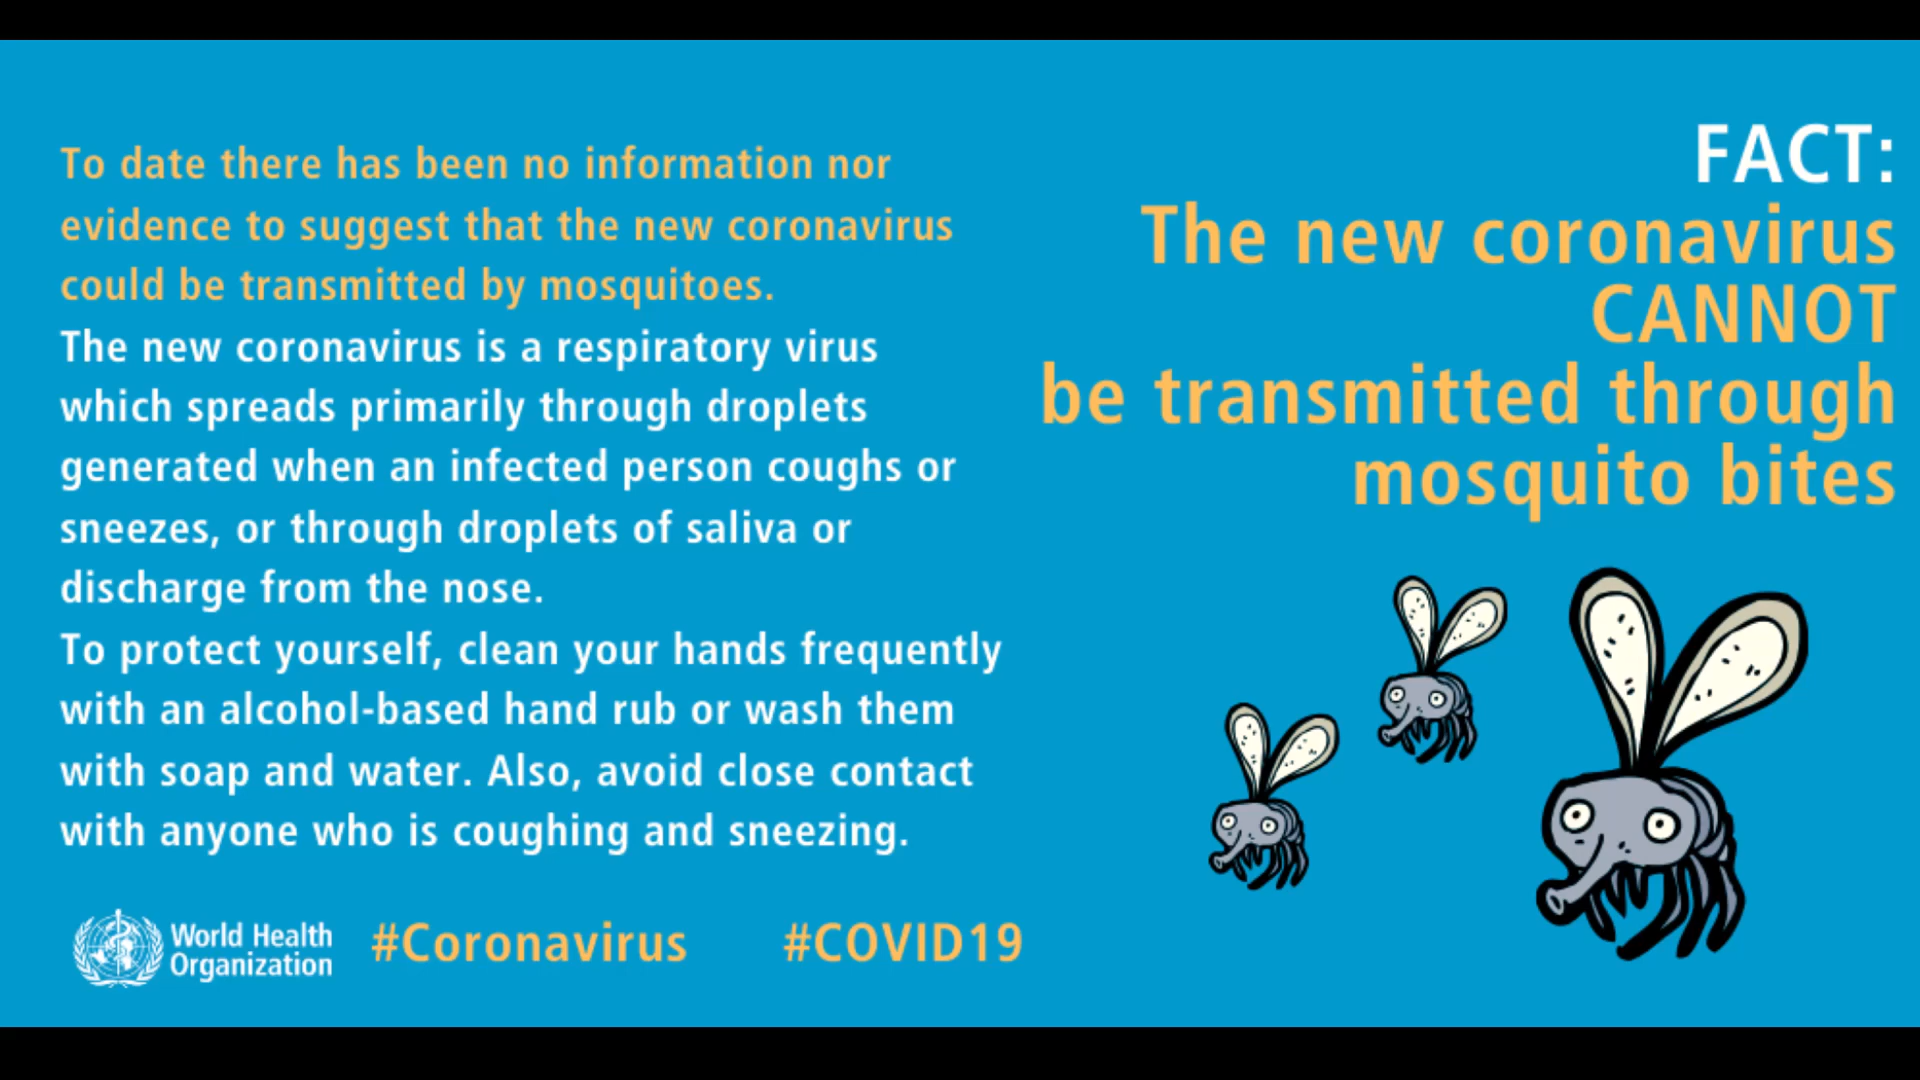 To date there has been no information nor
evidence to suggest that the new coronavirus
could be transmitted by mosquitoes.
The new coronavirus is a respiratory virus
which spreads primarily through droplets
generated when an infected person coughs or
sneezes, or through droplets of saliva or
discharge from the nose.
To protect yourself, clean your hands frequently
with an alcohol-based hand rub or wash them
with soap and water. Also, avoid close contact
with anyone who is coughing and sneezing.
World Health
Organization
#Coronavirus #COVID19
FACT:
The new coronavirus
CANNOT
be transmitted through
mosquito bites